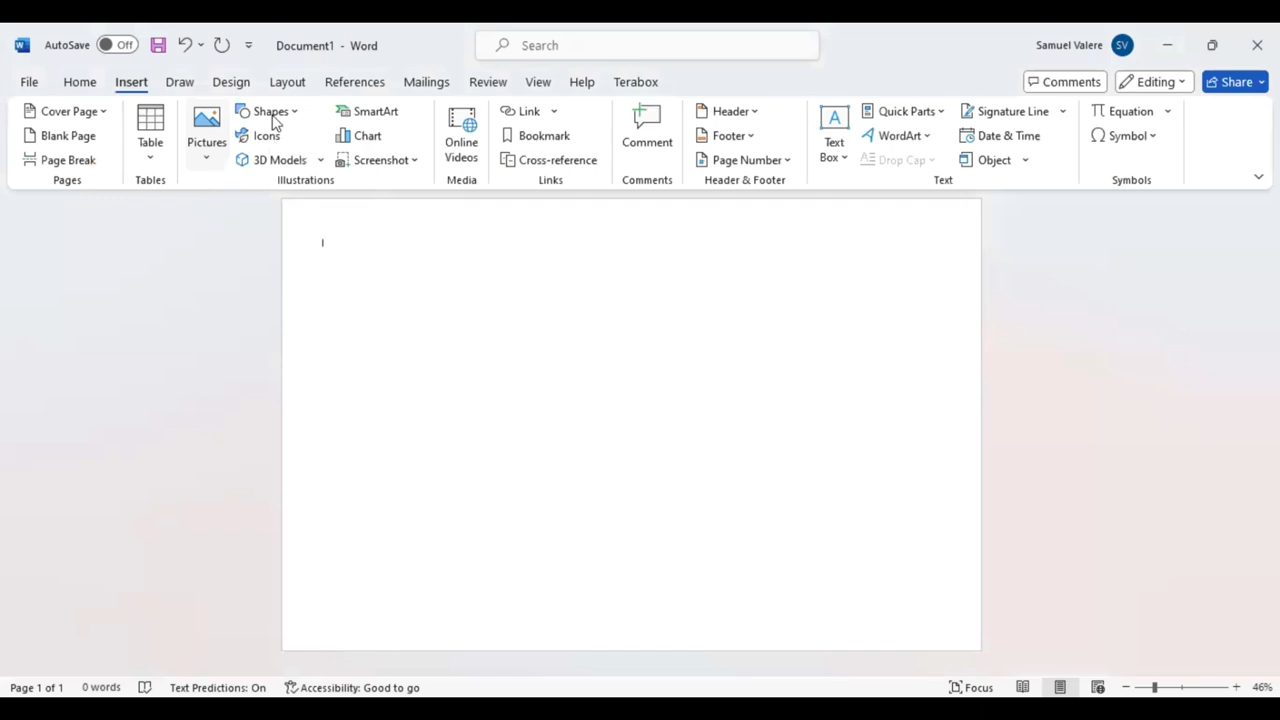 AutoSave Off Document1 - Word Search Samuel Valere SV
File Home Insert Draw Design Layout References Mailings Review View Help Terabox Comments Editing Share
Cover Page
Blank Page
Page Break
Pages
Table
Tables
Pictures
Shapes
Icons
3D Models
SmartArt
Chart
Screenshot
Illustrations
Online
Videos
Media
Link
Bookmark
Cross-reference
Links
Comment
Comments
Header
Footer
Page Number
Header & Footer
A
Text
Box
Quick Parts
WordArt
Drop Cap
Signature Line
Date & Time
Object
Text
Equation
Symbol
Symbols
Page 1 of 1 0 words Text Predictions: On Accessibility: Good to go Focus 46%